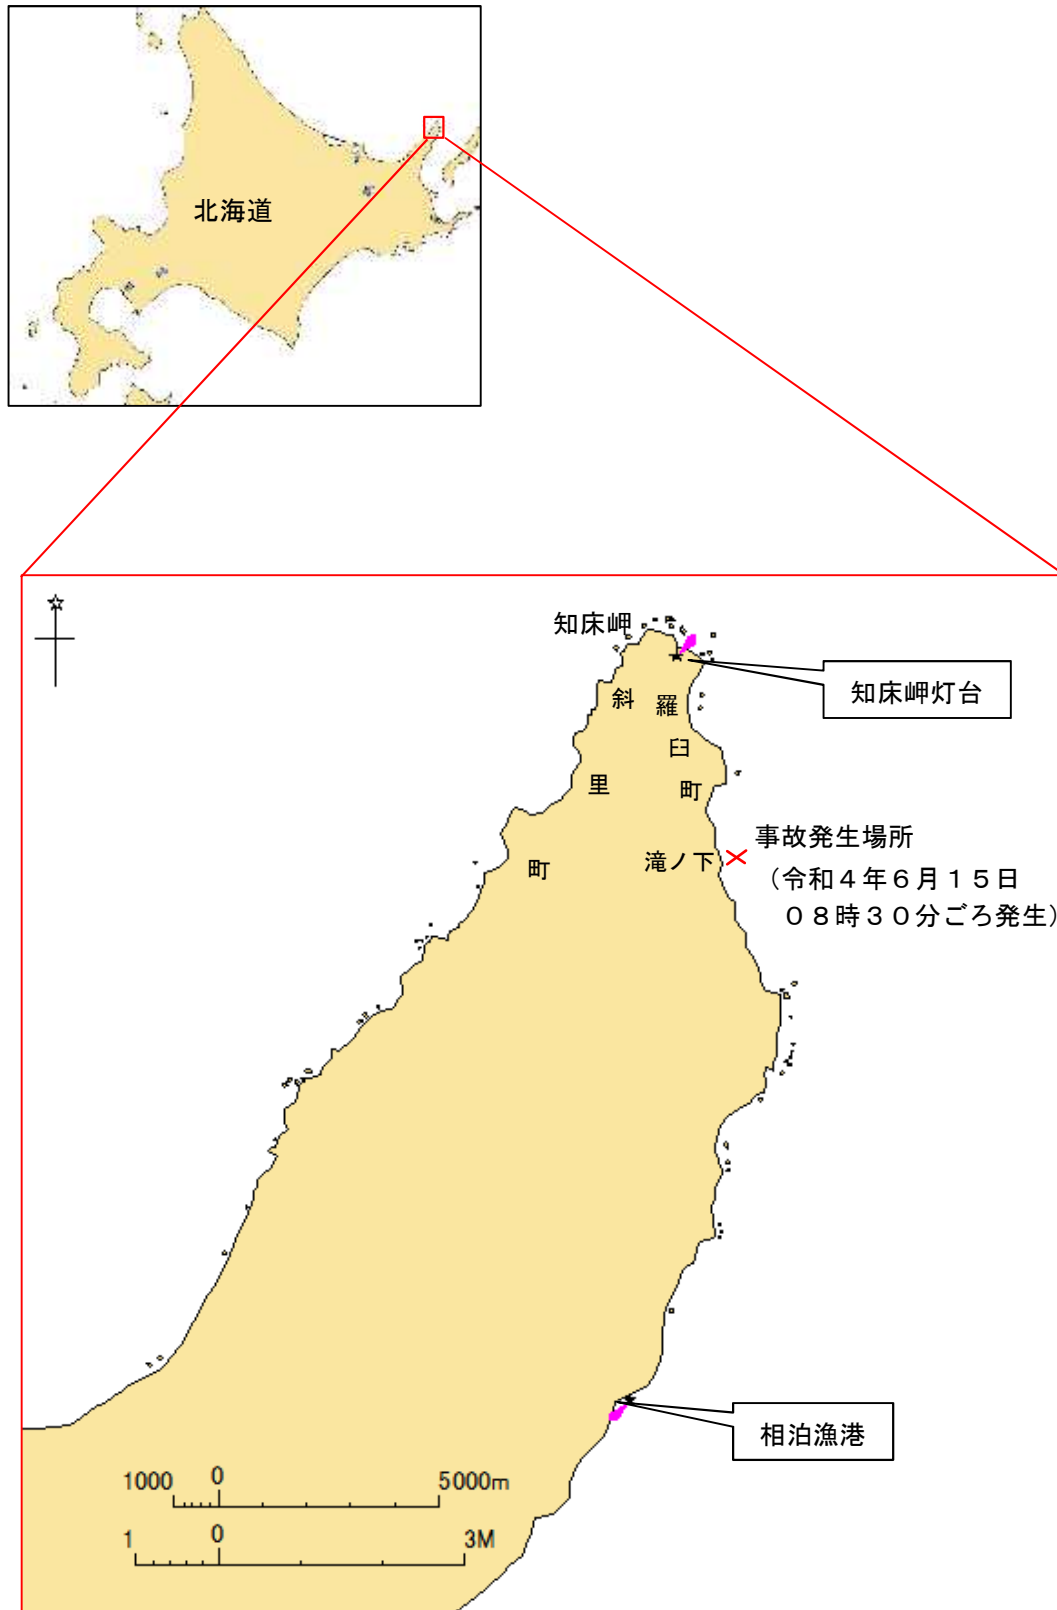 北海道
知床岬
知床岬灯台
斜里町
羅臼町
滝ノ下
事故発生場所
（令和４年６月１５日
０８時３０分ごろ発生）
相泊漁港
1000 0 5000m
1 0 3M